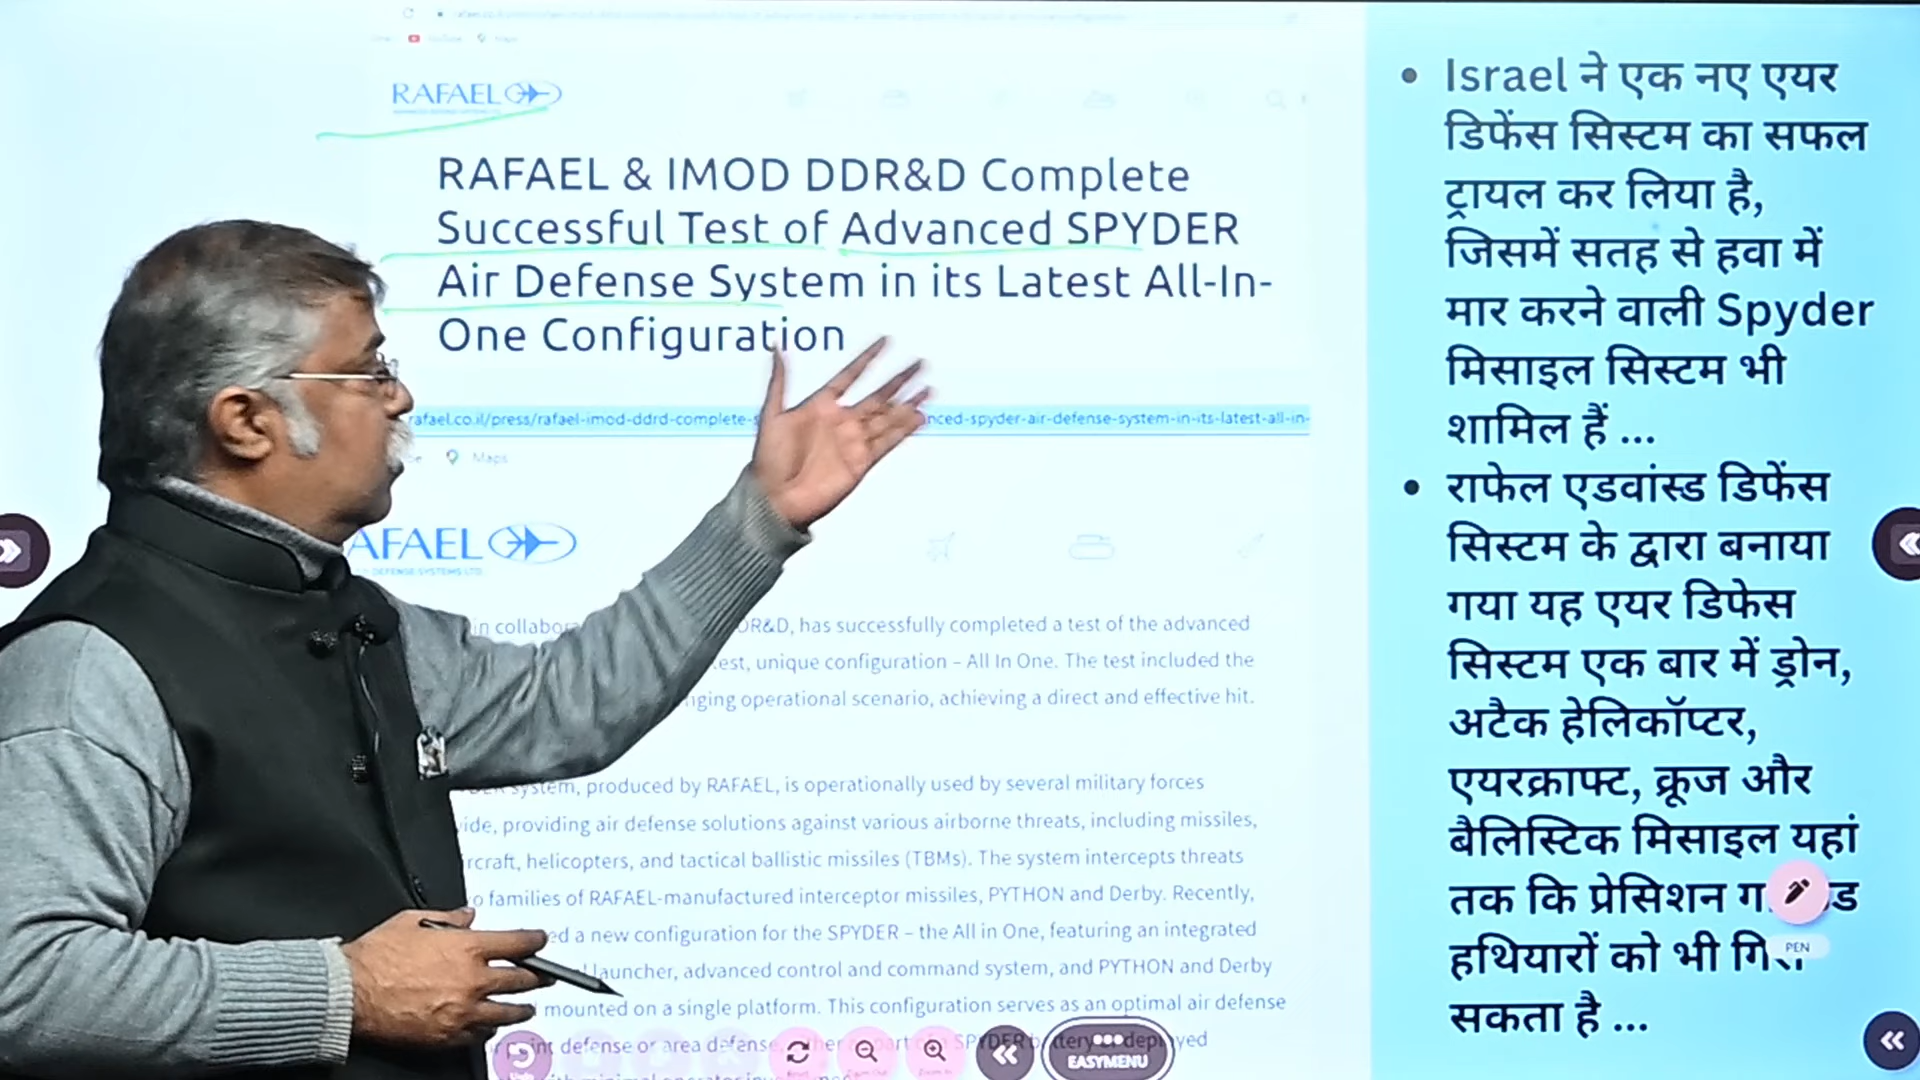 RAFAEL
RAFAEL & IMOD DDR&D Complete
Successful Test of Advanced SPYDER
Air Defense System in its Latest All-In-
One Configuration
rafael.co.il/press/rafael-imod-ddrd-complete- nced-spyder-air-defense-system-in-its-latest-all-in-
Maps
AFAEL
in collabora DR&D, has successfully completed a test of the advanced
est, unique configuration – All In One. The test included the
nging operational scenario, achieving a direct and effective hit.
system, produced by RAFAEL, is operationally used by several military forces
ide, providing air defense solutions against various airborne threats, including missiles,
ircraft, helicopters, and tactical ballistic missiles (TBMs). The system intercepts threats
o families of RAFAEL-manufactured interceptor missiles, PYTHON and Derby. Recently,
ed a new configuration for the SPYDER – the All in One, featuring an integrated
launcher, advanced control and command system, and PYTHON and Derby
mounted on a single platform. This configuration serves as an optimal air defense
int defense or area defense, part SPYDER
EASYMENU
• Israel ने एक नए एयर
डिफेंस सिस्टम का सफल
ट्रायल कर लिया है,
जिसमें सतह से हवा में
मार करने वाली Spyder
मिसाइल सिस्टम भी
शामिल हैं ...
• राफेल एडवांस्ड डिफेंस
सिस्टम के द्वारा बनाया
गया यह एयर डिफेस
सिस्टम एक बार में ड्रोन,
अटैक हेलिकॉप्टर,
एयरक्राफ्ट, क्रूज और
बैलिस्टिक मिसाइल यहां
तक कि प्रेसिशन
हथियारों को भी
PEN
सकता है ...